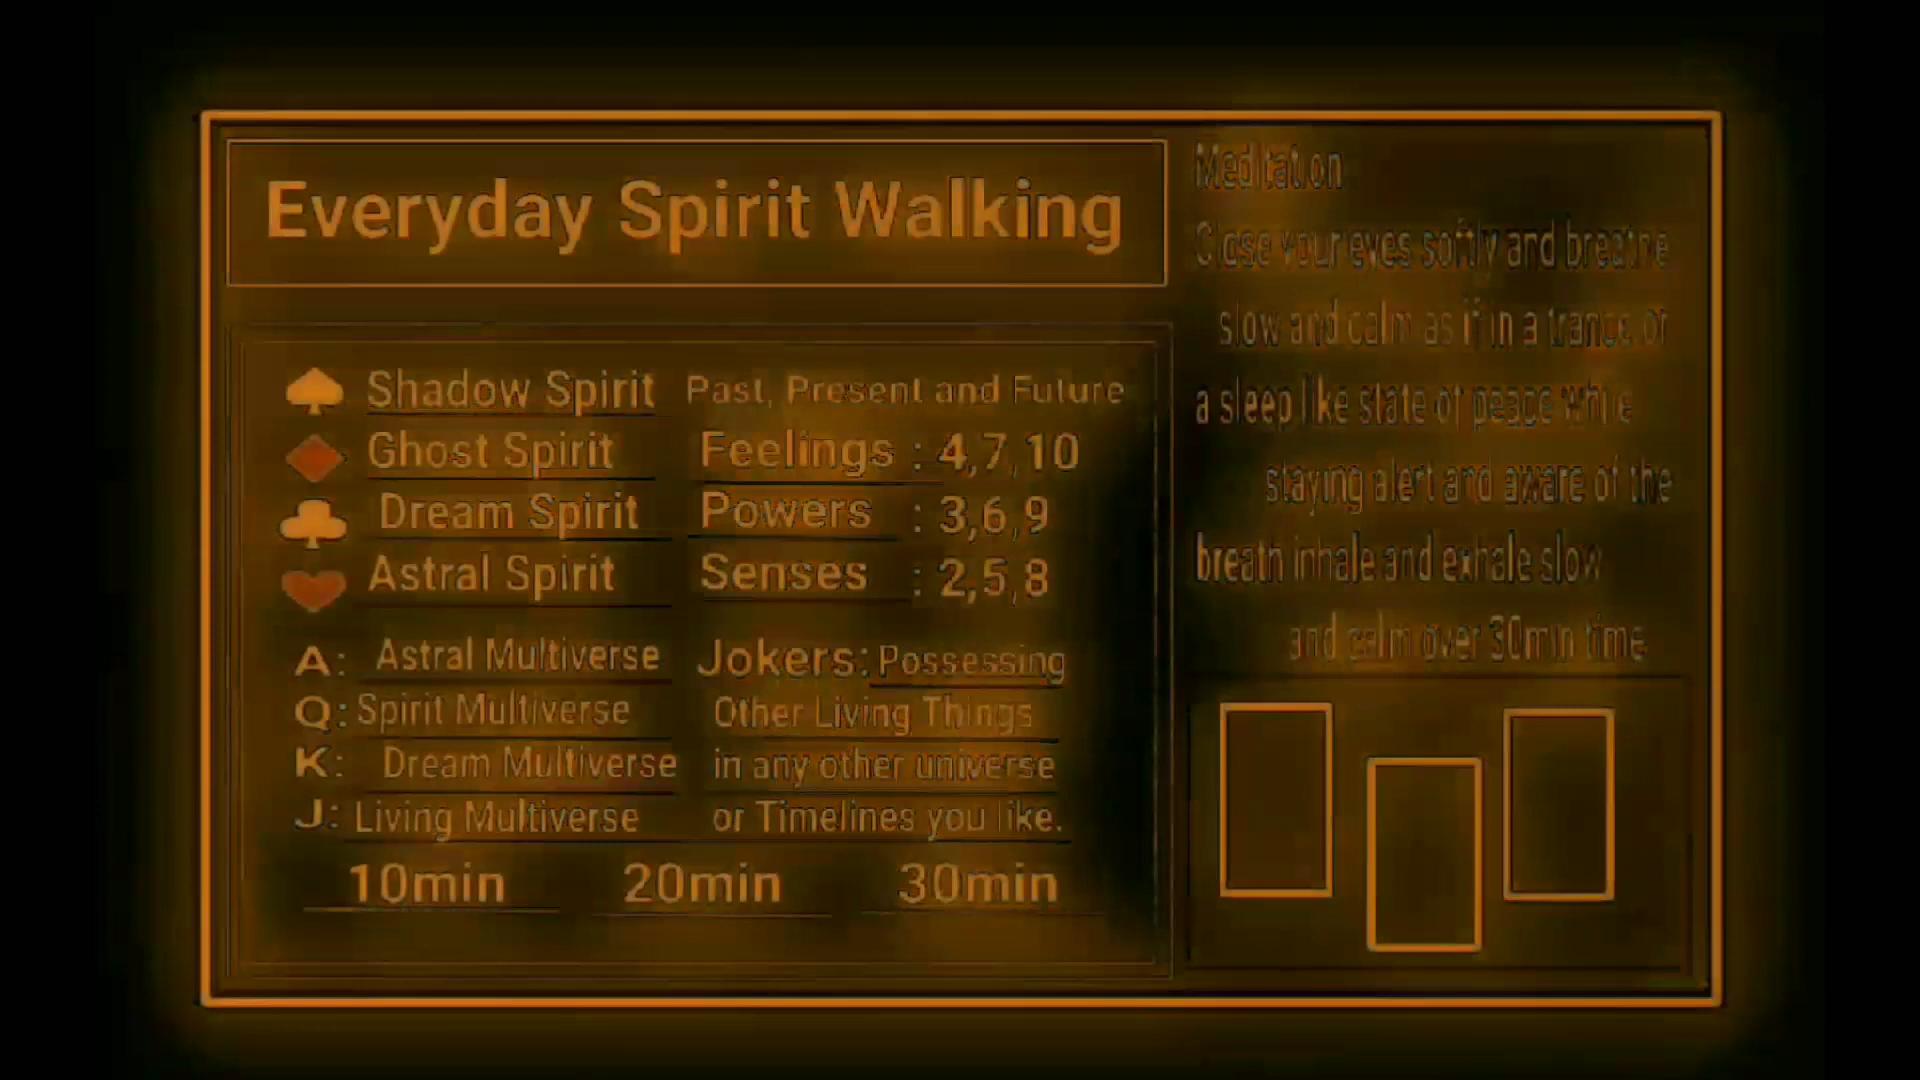 Everyday Spirit Walking
Shadow Spirit Past, Present and Future
Ghost Spirit Feelings : 4,7,10
Dream Spirit Powers : 3,6,9
Astral Spirit Senses : 2,5,8
A: Astral Multiverse Jokers: Possessing
Q: Spirit Multiverse Other Living Things
K: Dream Multiverse in any other universe
J: Living Multiverse or Timelines you like.
10min 20min 30min
Meditation
Close your eyes softly and breathe
slow and calm as if in a trance or
a sleep like state of peace while
staying alert and aware of the
breath inhale and exhale slow
and calm over 30min time